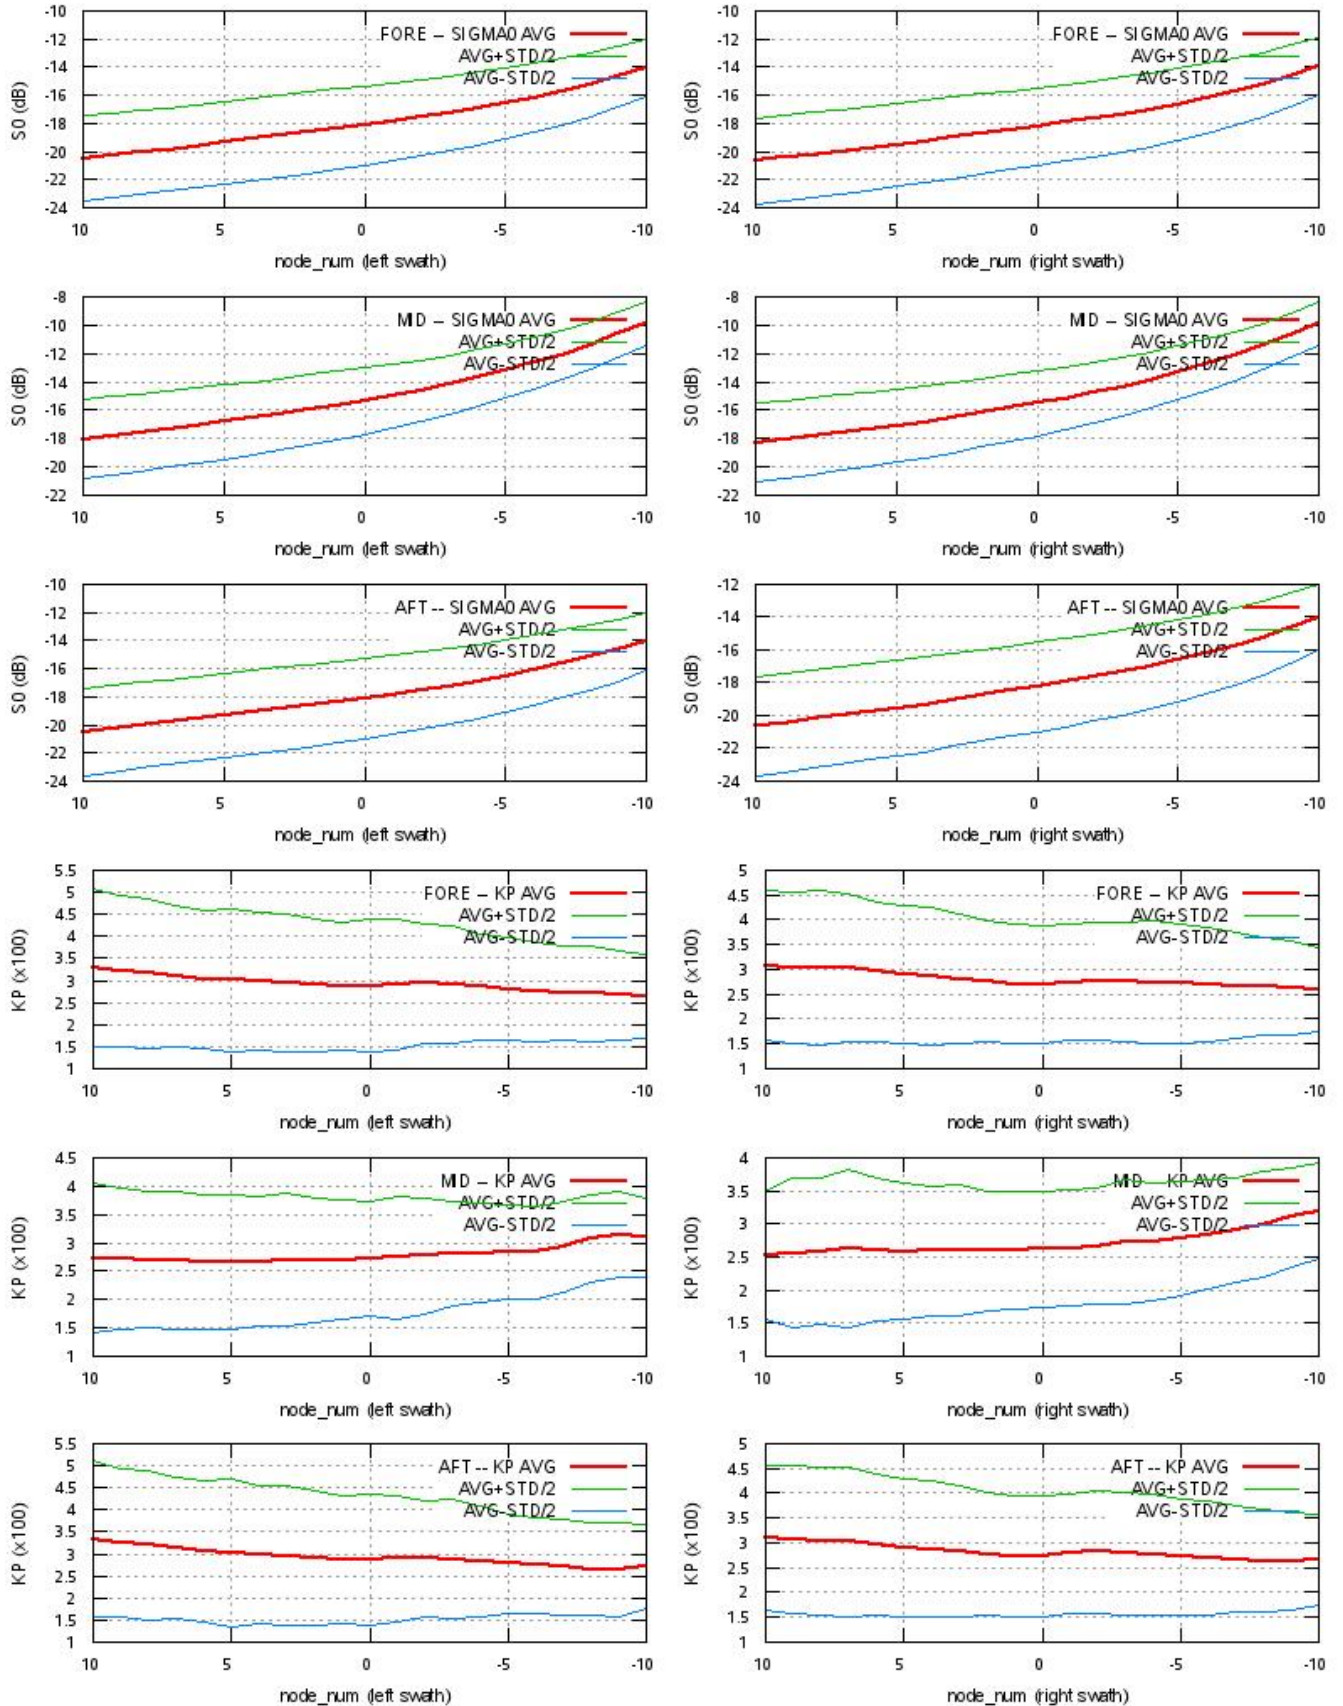 -10
-12
-14
-16
-18
-20
-22
-24
S0 (dB)
FORE – SIGMA0 AVG
AVG+STD/2
AVG-STD/2
10 5 0 -5 -10
node_num (left swath)
-10
-12
-14
-16
-18
-20
-22
-24
S0 (dB)
FORE – SIGMA0 AVG
AVG+STD/2
AVG-STD/2
10 5 0 -5 -10
node_num (right swath)
-8
-10
-12
-14
-16
-18
-20
-22
S0 (dB)
MID – SIGMA0 AVG
AVG+STD/2
AVG-STD/2
10 5 0 -5 -10
node_num (left swath)
-8
-10
-12
-14
-16
-18
-20
-22
S0 (dB)
MID – SIGMA0 AVG
AVG+STD/2
AVG-STD/2
10 5 0 -5 -10
node_num (right swath)
-10
-12
-14
-16
-18
-20
-22
-24
S0 (dB)
AFT -- SIGMA0 AVG
AVG+STD/2
AVG-STD/2
10 5 0 -5 -10
node_num (left swath)
-12
-14
-16
-18
-20
-22
-24
S0 (dB)
AFT -- SIGMA0 AVG
AVG+STD/2
AVG-STD/2
10 5 0 -5 -10
node_num (right swath)
5.5
5
4.5
4
3.5
3
2.5
2
1.5
1
KP (x100)
FORE – KP AVG
AVG+STD/2
AVG-STD/2
10 5 0 -5 -10
node_num (left swath)
5
4.5
4
3.5
3
2.5
2
1.5
1
KP (x100)
FORE – KP AVG
AVG+STD/2
AVG-STD/2
10 5 0 -5 -10
node_num (right swath)
4.5
4
3.5
3
2.5
2
1.5
1
KP (x100)
MID – KP AVG
AVG+STD/2
AVG-STD/2
10 5 0 -5 -10
node_num (left swath)
4
3.5
3
2.5
2
1.5
1
KP (x100)
MID – KP AVG
AVG+STD/2
AVG-STD/2
10 5 0 -5 -10
node_num (right swath)
5.5
5
4.5
4
3.5
3
2.5
2
1.5
1
KP (x100)
AFT -- KP AVG
AVG+STD/2
AVG-STD/2
10 5 0 -5 -10
node_num (left swath)
5
4.5
4
3.5
3
2.5
2
1.5
1
KP (x100)
AFT -- KP AVG
AVG+STD/2
AVG-STD/2
10 5 0 -5 -10
node_num (right swath)